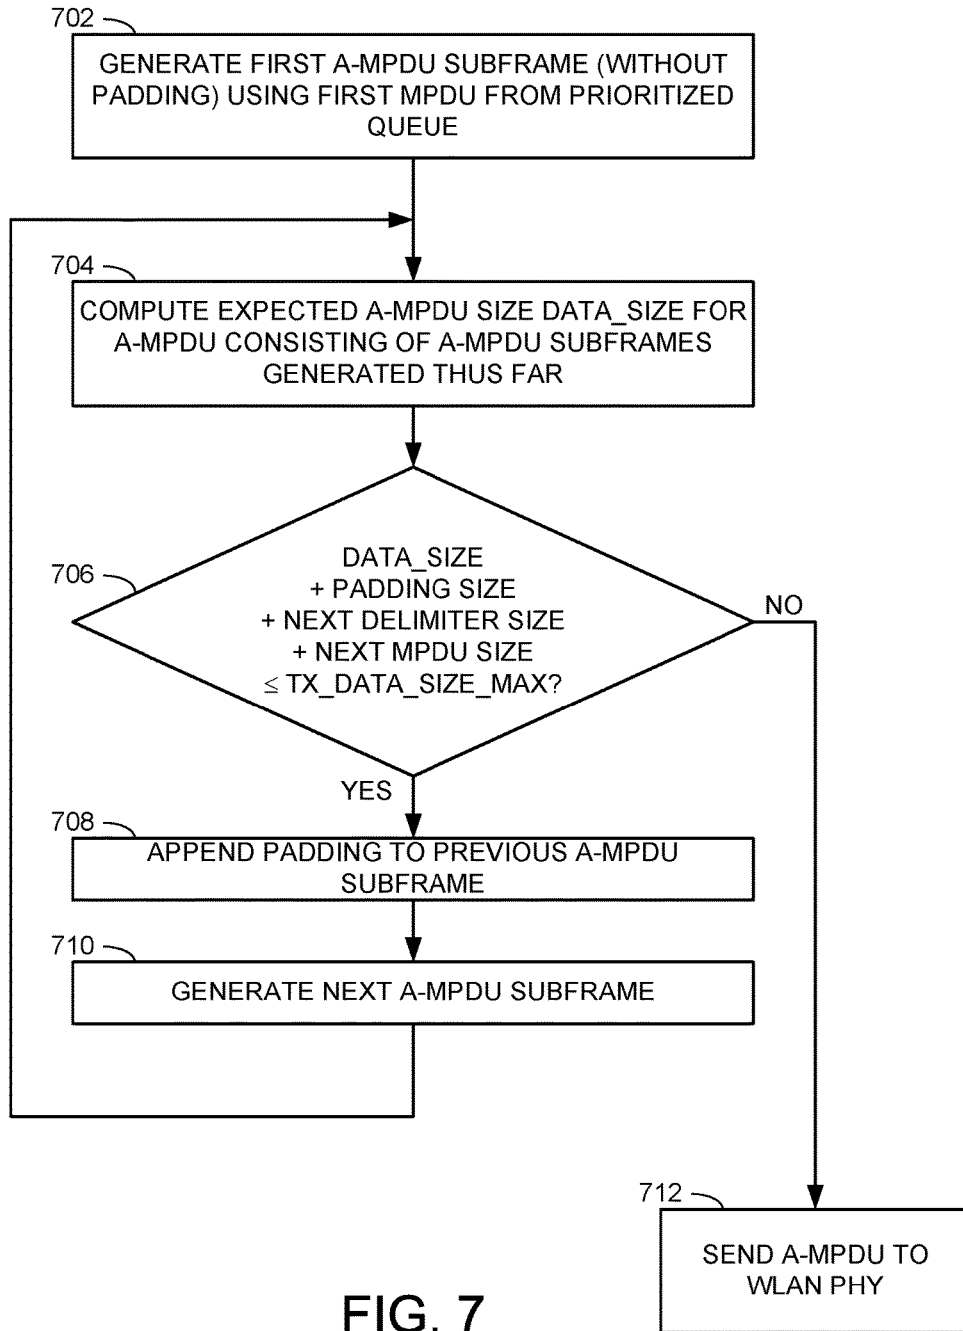 702
GENERATE FIRST A-MPDU SUBFRAME (WITHOUT
PADDING) USING FIRST MPDU FROM PRIORITIZED
QUEUE
704
COMPUTE EXPECTED A-MPDU SIZE DATA_SIZE FOR
A-MPDU CONSISTING OF A-MPDU SUBFRAMES
GENERATED THUS FAR
706
DATA_SIZE
+ PADDING SIZE
+ NEXT DELIMITER SIZE
+ NEXT MPDU SIZE
≤ TX_DATA_SIZE_MAX?
NO
YES
708
APPEND PADDING TO PREVIOUS A-MPDU
SUBFRAME
710
GENERATE NEXT A-MPDU SUBFRAME
712
SEND A-MPDU TO
WLAN PHY
FIG. 7